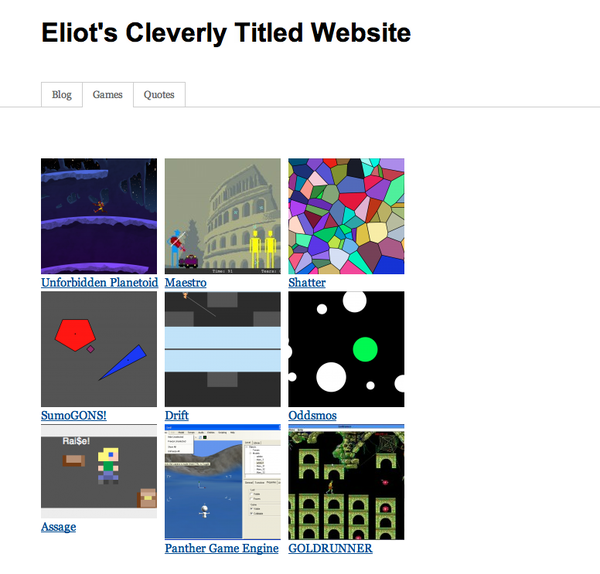 Eliot's Cleverly Titled Website
Blog Games Quotes
Unforbidden Planetoid Maestro Shatter
SumoGONS! Drift Oddsmos
Rai$e!
Assage
Panther Game Engine GOLDRUNNER